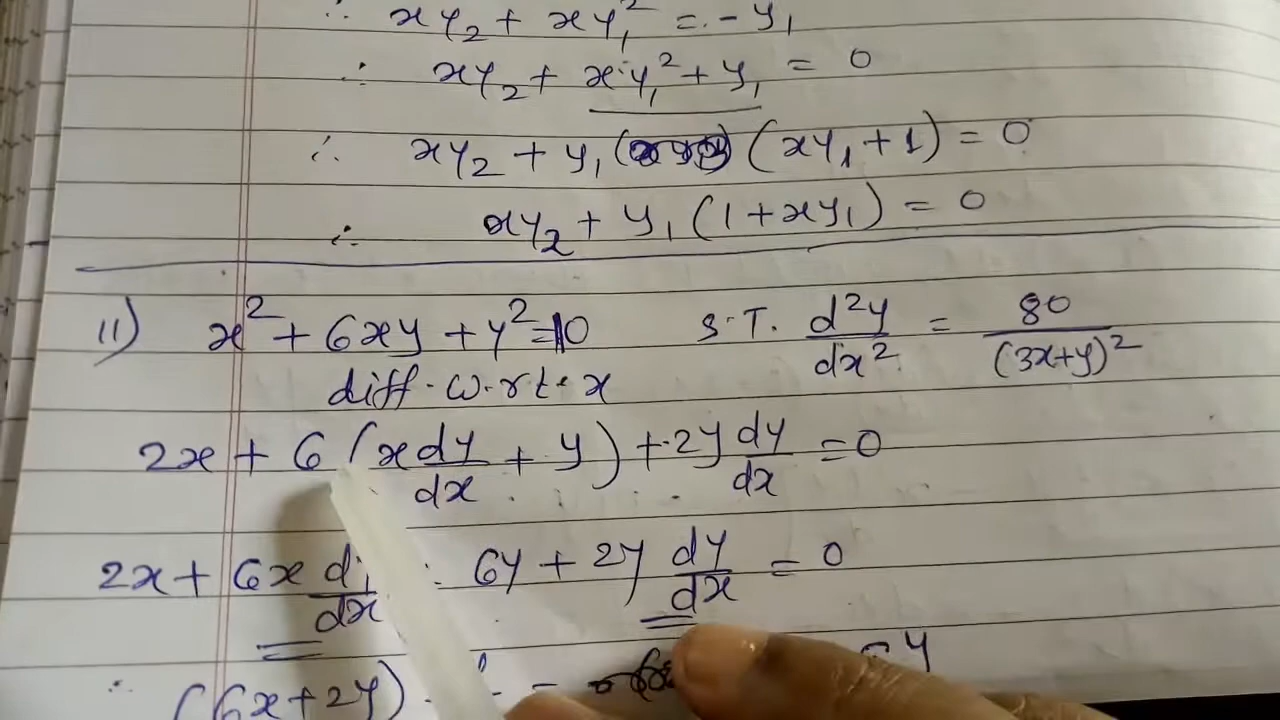 ∴ xy₂ + xy₁² = -y₁
∴ xy₂ + x·y₁² + y₁ = 0
∴ xy₂ + y₁ (xy₁ + 1) = 0
∴ xy₂ + y₁ (1 + xy₁) = 0
11) x² + 6xy + y² = 10 S.T. d²y/dx² = 80/(3x+y)²
diff. w.r.t. x
2x + 6 (x dy/dx + y) + 2y dy/dx = 0
2x + 6x dy/dx 6y + 2y dy/dx = 0
∴ (6x + 2y) -